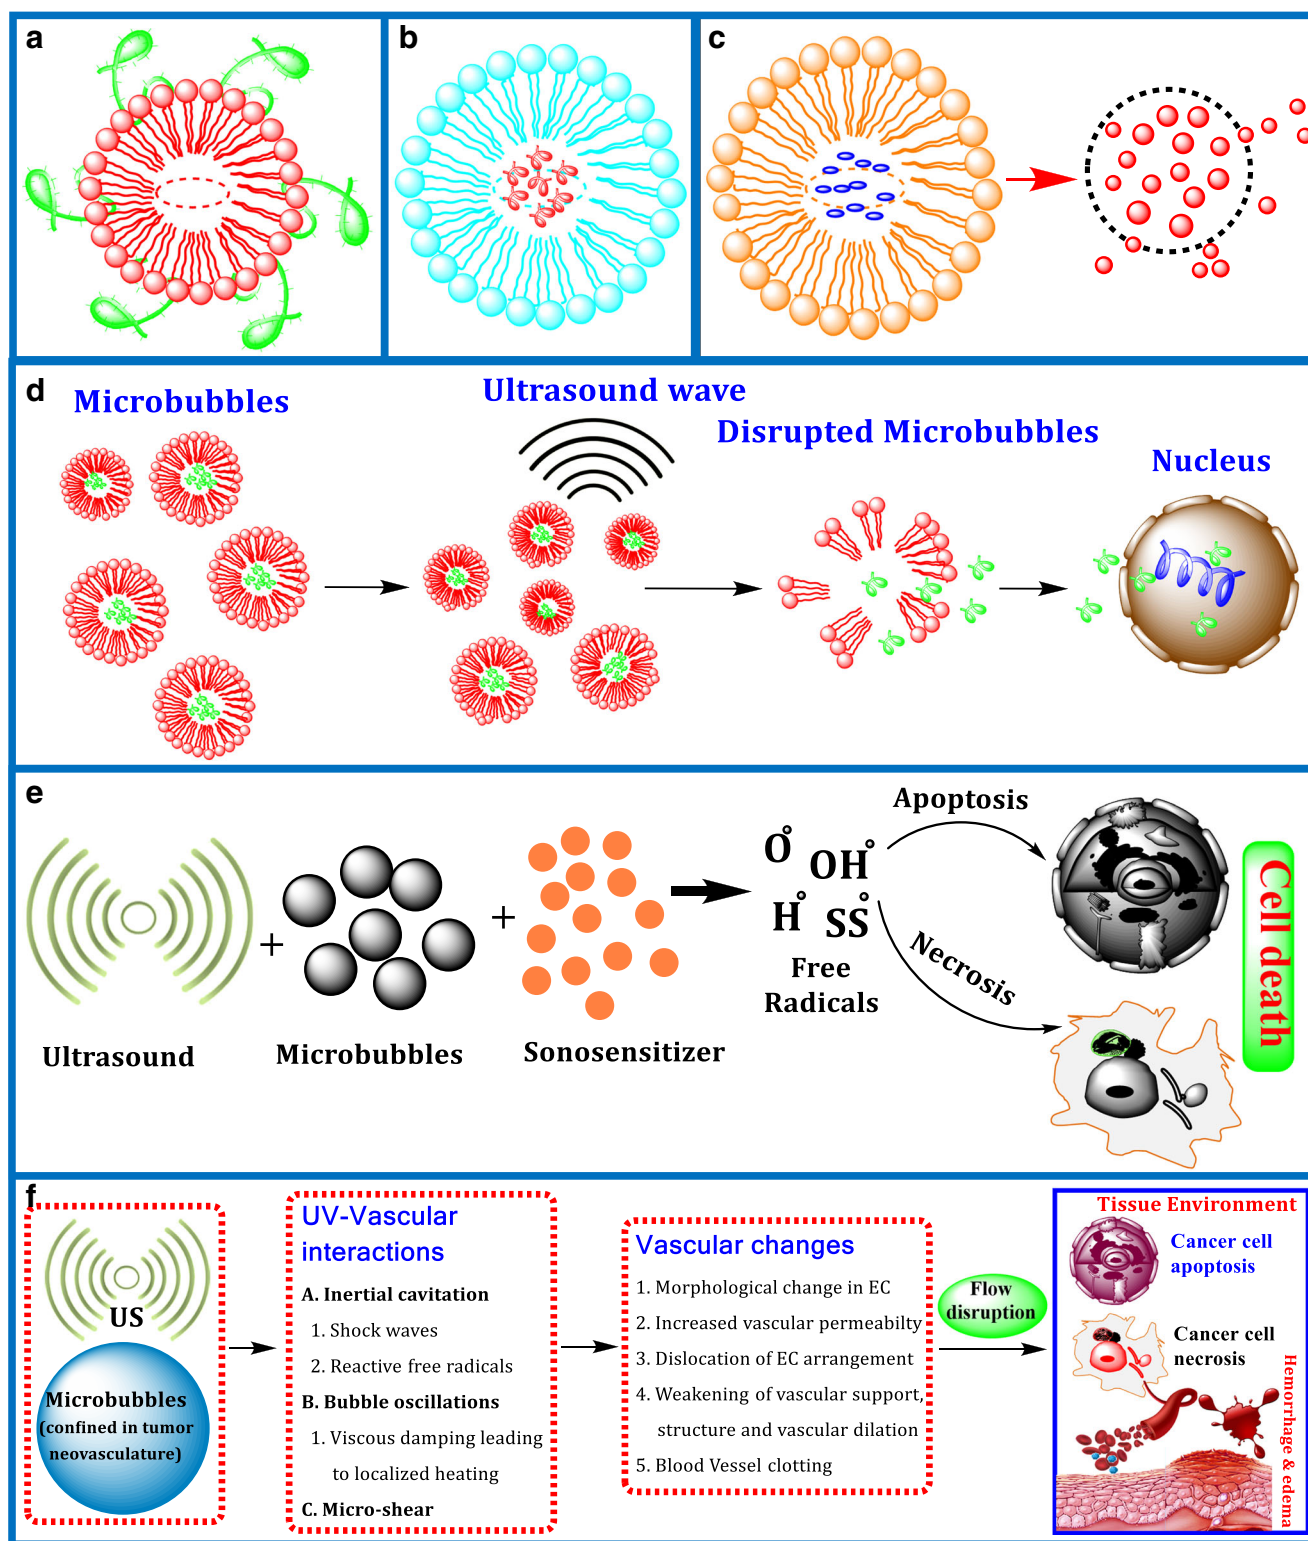 a
b
c
d
Microbubbles
Ultrasound wave
Disrupted Microbubbles
Nucleus
e
Ultrasound
+
Microbubbles
+
Sonosensitizer
O°
OH°
H°
SS°
Free
Radicals
Apoptosis
Necrosis
Cell death
f
US
Microbubbles
(confined in tumor
neovasculature)
UV-Vascular
interactions
A. Inertial cavitation
1. Shock waves
2. Reactive free radicals
B. Bubble oscillations
1. Viscous damping leading
to localized heating
C. Micro-shear
Vascular changes
1. Morphological change in EC
2. Increased vascular permeabilty
3. Dislocation of EC arrangement
4. Weakening of vascular support,
structure and vascular dilation
5. Blood Vessel clotting
Flow
disruption
Tissue Environment
Cancer cell
apoptosis
Cancer cell
necrosis
Hemorrhage & edema